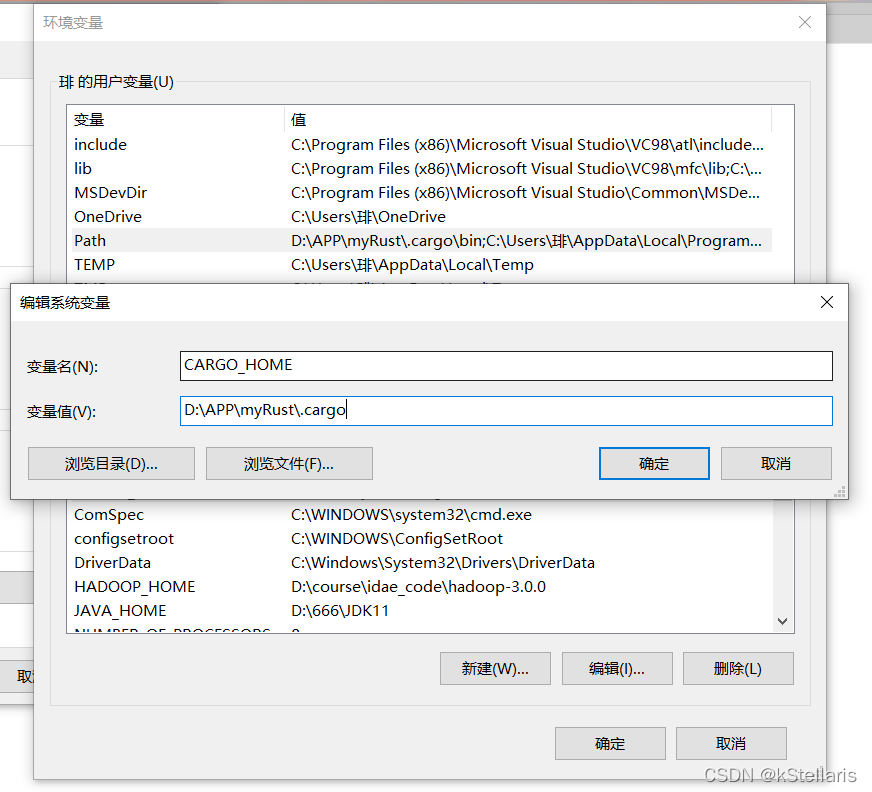 环境变量
琲 的用户变量(U)
变量 值
include C:\Program Files (x86)\Microsoft Visual Studio\VC98\atl\include...
lib C:\Program Files (x86)\Microsoft Visual Studio\VC98\mfc\lib;C:\...
MSDevDir C:\Program Files (x86)\Microsoft Visual Studio\Common\MSDe...
OneDrive C:\Users\琲\OneDrive
Path D:\APP\myRust\.cargo\bin;C:\Users\琲\AppData\Local\Program...
TEMP C:\Users\琲\AppData\Local\Temp
编辑系统变量
变量名(N): CARGO_HOME
变量值(V): D:\APP\myRust\.cargo
浏览目录(D)... 浏览文件(F)... 确定 取消
ComSpec C:\WINDOWS\system32\cmd.exe
configsetroot C:\WINDOWS\ConfigSetRoot
DriverData C:\Windows\System32\Drivers\DriverData
HADOOP_HOME D:\course\idae_code\hadoop-3.0.0
JAVA_HOME D:\666\JDK11
NUMBER_OF_PROCESSORS
新建(W)... 编辑(I)... 删除(L)
取
确定 取消
CSDN @kStellaris